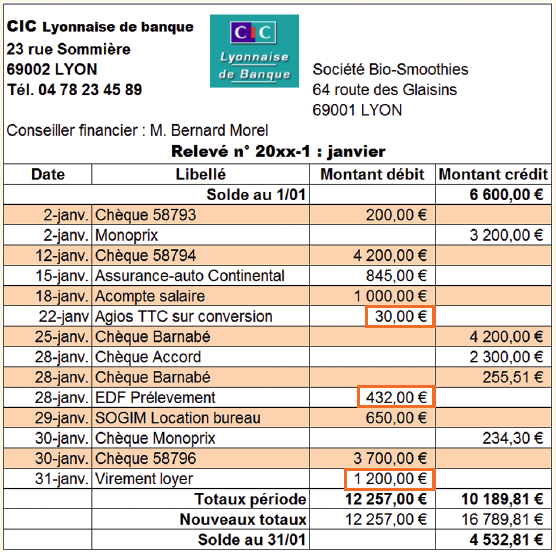 CIC Lyonnaise de banque
23 rue Sommière
69002 LYON
Tél. 04 78 23 45 89
CIC
Lyonnaise
de Banque
Société Bio-Smoothies
64 route des Glaisins
69001 LYON
Conseiller financier : M. Bernard Morel
Relevé n° 20xx-1 : janvier
Date Libellé Montant débit Montant crédit
Solde au 1/01 6 600,00 €
2-janv. Chèque 58793 200,00 €
2-janv. Monoprix 3 200,00 €
12-janv. Chèque 58794 4 200,00 €
15-janv. Assurance-auto Continental 845,00 €
18-janv. Acompte salaire 1 000,00 €
22-janv Agios TTC sur conversion 30,00 €
25-janv. Chèque Barnabé 4 200,00 €
28-janv. Chèque Accord 2 300,00 €
28-janv. Chèque Barnabé 255,51 €
28-janv. EDF Prélevement 432,00 €
29-janv. SOGIM Location bureau 650,00 €
30-janv. Chèque Monoprix 234,30 €
30-janv. Chèque 58796 3 700,00 €
31-janv. Virement loyer 1 200,00 €
Totaux période 12 257,00 € 10 189,81 €
Nouveaux totaux 12 257,00 € 16 789,81 €
Solde au 31/01 4 532,81 €